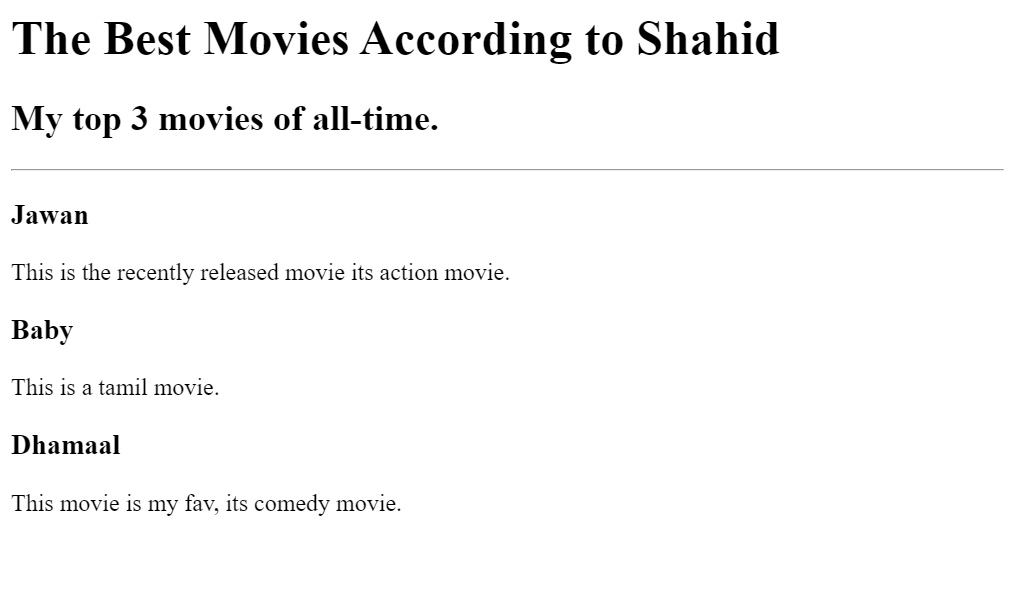 The Best Movies According to Shahid
My top 3 movies of all-time.
Jawan
This is the recently released movie its action movie.
Baby
This is a tamil movie.
Dhamaal
This movie is my fav, its comedy movie.